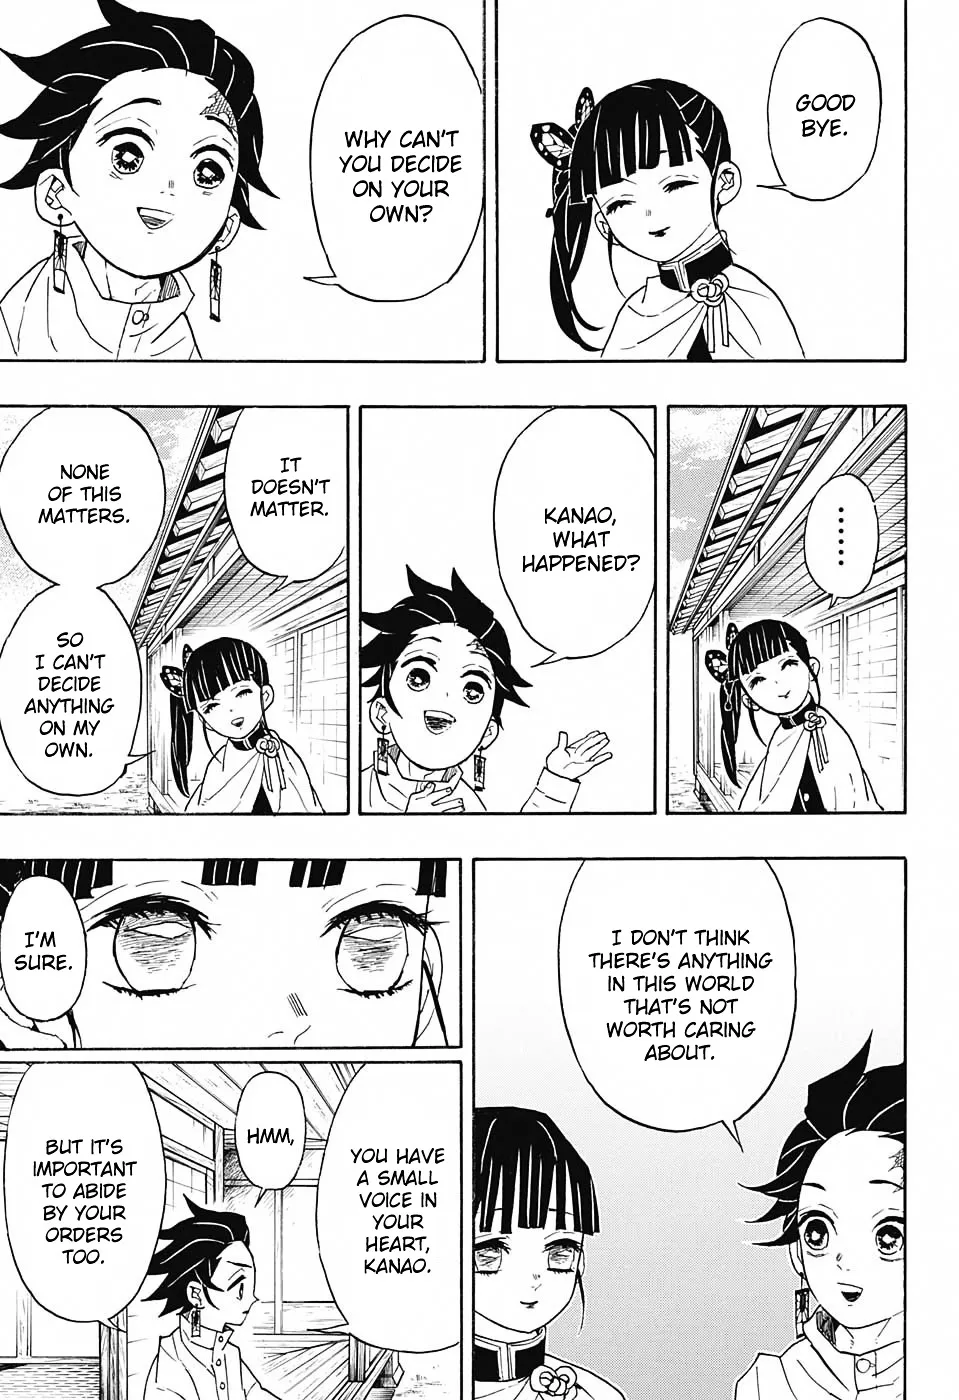 GOOD
BYE.
WHY CAN'T
YOU DECIDE
ON YOUR
OWN?
......
KANAO,
WHAT
HAPPENED?
IT
DOESN'T
MATTER.
NONE
OF THIS
MATTERS.
SO
I CAN'T
DECIDE
ANYTHING
ON MY
OWN.
I DON'T THINK
THERE'S ANYTHING
IN THIS WORLD
THAT'S NOT
WORTH CARING
ABOUT.
I'M
SURE.
YOU HAVE
A SMALL
VOICE IN
YOUR
HEART,
KANAO.
HMM,
BUT IT'S
IMPORTANT
TO ABIDE
BY YOUR
ORDERS
TOO.